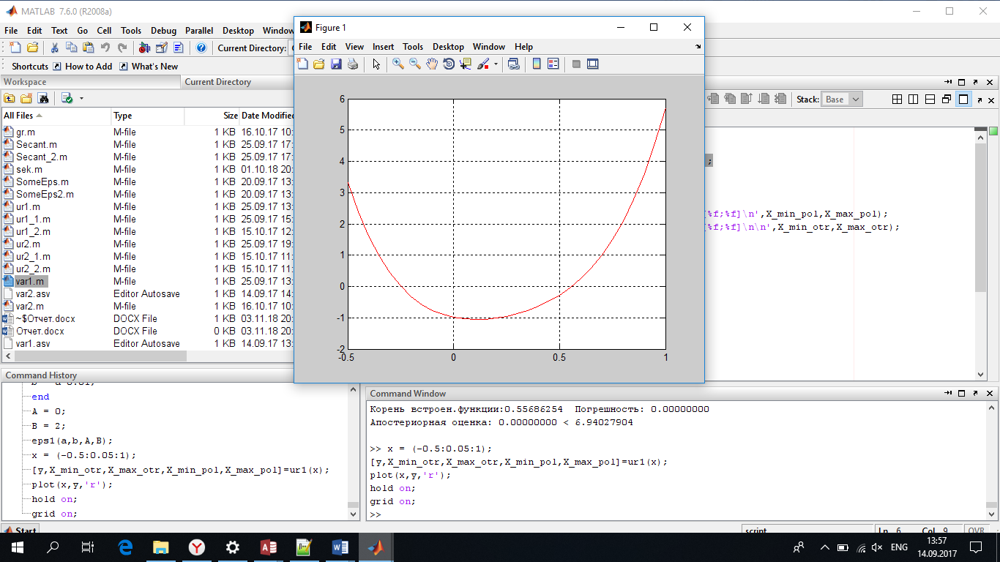 MATLAB 7.6.0 (R2008a)
File Edit Text Go Cell Tools Debug Parallel Desktop Window
Current Directory:
Shortcuts How to Add What's New
Workspace
Current Directory
All Files Type Size Date Modified
gr.m M-file 1 KB 16.10.17 10:
Secant.m M-file 1 KB 25.09.17 17:
Secant_2.m M-file 1 KB 25.09.17 17:
sek.m M-file 1 KB 01.10.18 20:
SomeEps.m M-file 1 KB 20.09.17 13:
SomeEps2.m M-file 1 KB 20.09.17 13:
ur1.m M-file 1 KB 25.09.17 13:
ur1_1.m M-file 1 KB 25.09.17 15:
ur1_2.m M-file 1 KB 15.10.17 12:
ur2.m M-file 1 KB 25.09.17 19:
ur2_1.m M-file 1 KB 15.10.17 11:
ur2_2.m M-file 1 KB 15.10.17 11:
var1.m M-file 1 KB 25.09.17 13:
var2.asv Editor Autosave 1 KB 14.09.17 14:
var2.m M-file 1 KB 16.10.17 10:
~$Отчет.docx DOCX File 1 KB 03.11.18 20:
Отчет.docx DOCX File 0 KB 03.11.18 20:
var1.asv Editor Autosave 1 KB 14.09.17 13:
Figure 1
File Edit View Insert Tools Desktop Window Help
6
5
4
3
2
1
0
-1
-2
-0.5 0 0.5 1
Stack: Base
;
%f;%f]\n',X_min_pol,X_max_pol);
%f;%f]\n\n',X_min_otr,X_max_otr);
Command History
end
A = 0;
B = 2;
eps1(a,b,A,B);
x = (-0.5:0.05:1);
[y,X_min_otr,X_max_otr,X_min_pol,X_max_pol]=ur1(x);
plot(x,y,'r');
hold on;
grid on;
Command Window
Корень встроен.функции:0.55686254 Погрешность: 0.00000000
Апостериорная оценка: 0.00000000 < 6.94027904
>> x = (-0.5:0.05:1);
[y,X_min_otr,X_max_otr,X_min_pol,X_max_pol]=ur1(x);
plot(x,y,'r');
hold on;
grid on;
>>
Start
script Ln 6 Col 9 OVR
ENG
13:57
14.09.2017